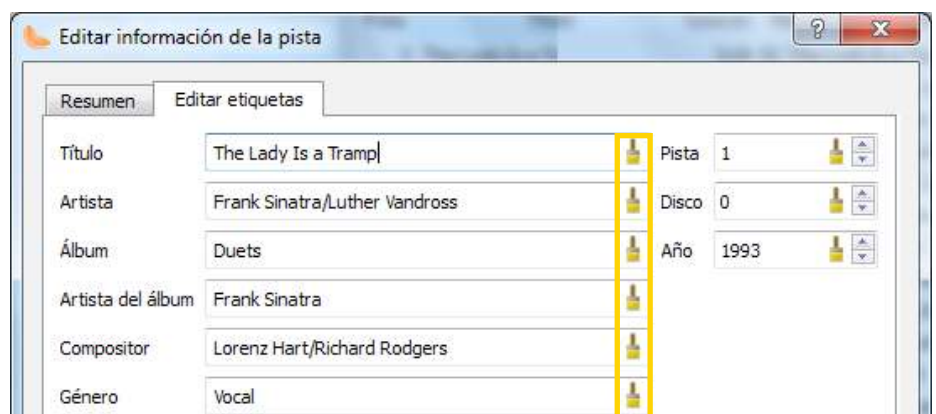 Editar información de la pista
Resumen Editar etiquetas
Título The Lady Is a Tramp Pista 1
Artista Frank Sinatra/Luther Vandross Disco 0
Álbum Duets Año 1993
Artista del álbum Frank Sinatra
Compositor Lorenz Hart/Richard Rodgers
Género Vocal